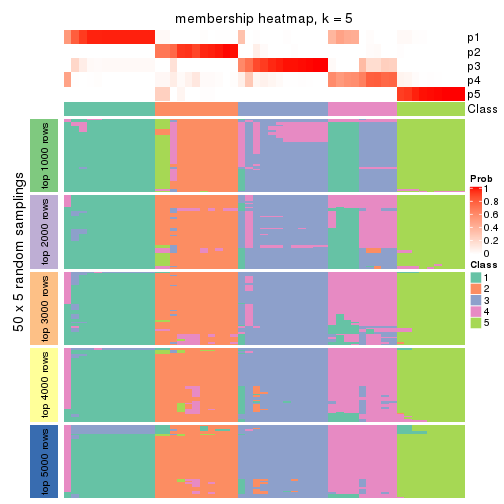 membership heatmap, k = 5
p1
p2
p3
p4
p5
Class
50 x 5 random samplings
top 1000 rows
top 2000 rows
top 3000 rows
top 4000 rows
top 5000 rows
Prob
1
0.8
0.6
0.4
0.2
0
Class
1
2
3
4
5